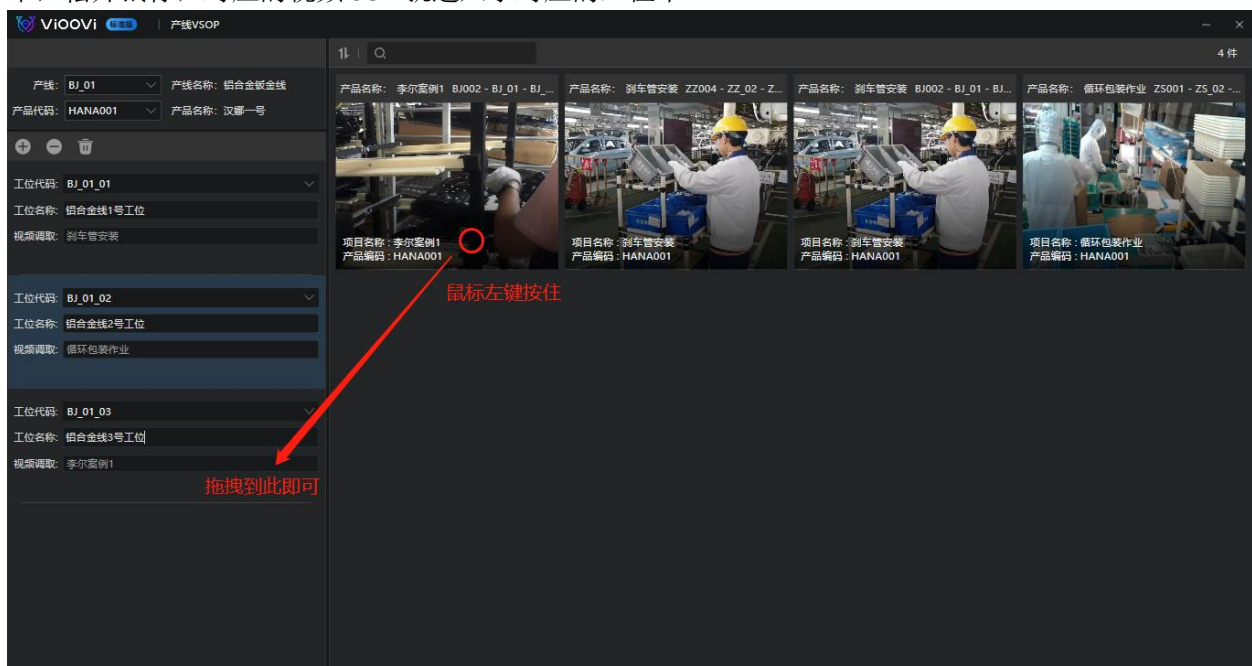 ViOOVi 标准版 | 产线VSOP
4 件
产线: BJ_01 产线名称: 铝合金钣金线
产品代码: HANA001 产品名称: 汉娜一号
工位代码: BJ_01_01
工位名称: 铝合金线1号工位
视频调取: 刹车管安装
工位代码: BJ_01_02
工位名称: 铝合金线2号工位
视频调取: 循环包装作业
工位代码: BJ_01_03
工位名称: 铝合金线3号工位
视频调取: 李尔案例1
拖拽到此即可
产品名称: 李尔案例1 BJ002 - BJ_01 - BJ_...
项目名称 : 李尔案例1
产品编码 : HANA001
鼠标左键按住
产品名称: 刹车管安装 ZZ004 - ZZ_02 - Z...
项目名称 : 刹车管安装
产品编码 : HANA001
产品名称: 刹车管安装 BJ002 - BJ_01 - BJ...
项目名称 : 刹车管安装
产品编码 : HANA001
产品名称: 循环包装作业 ZS001 - ZS_02 -...
项目名称 : 循环包装作业
产品编码 : HANA001